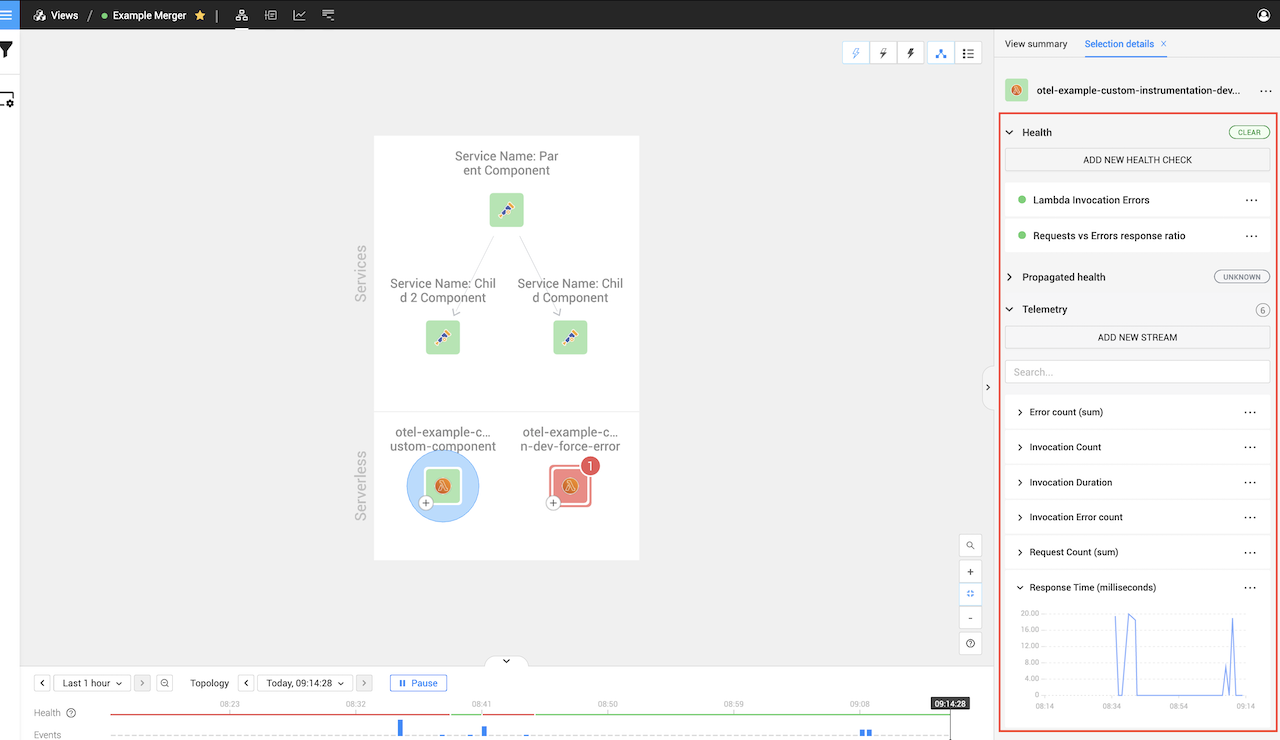 Views / Example Merger |
View summary
Selection details ×
otel-example-custom-instrumentation-dev...
Health
CLEAR
ADD NEW HEALTH CHECK
Lambda Invocation Errors
Requests vs Errors response ratio
Propagated health
UNKNOWN
Telemetry
6
ADD NEW STREAM
Search...
Error count (sum)
Invocation Count
Invocation Duration
Invocation Error count
Request Count (sum)
Response Time (milliseconds)
20.00
16.00
12.00
8.00
4.00
0
08:14 08:34 08:54 09:14
Services
Service Name: Par
ent Component
Service Name: Chil
d 2 Component
Service Name: Chil
d Component
Serverless
otel-example-c...
ustom-component
otel-example-c...
n-dev-force-error
1
Last 1 hour
Topology
Today, 09:14:28
Pause
08:23 08:32 08:41 08:50 08:59 09:08 09:14:28
Health
Events